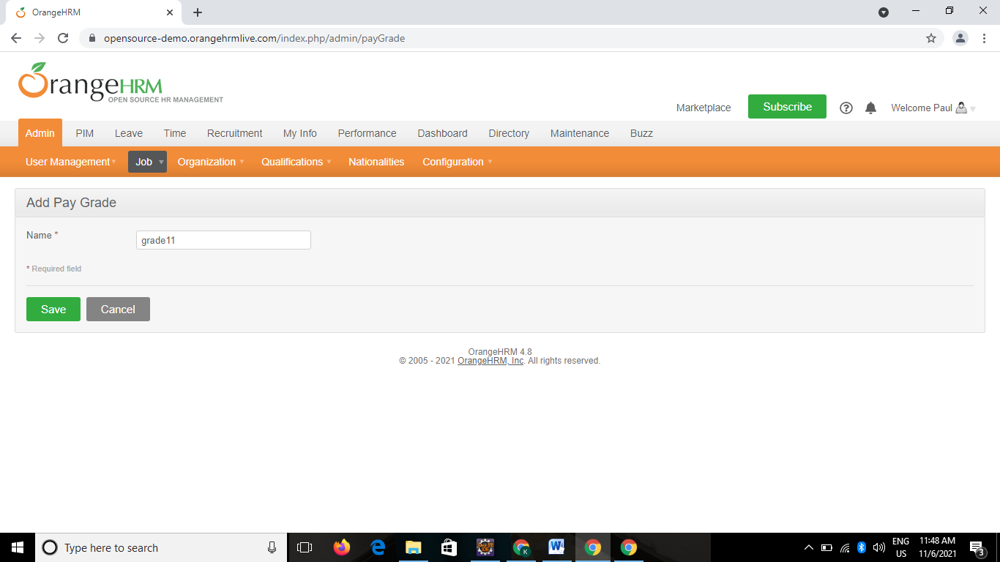 OrangeHRM
opensource-demo.orangehrmlive.com/index.php/admin/payGrade
OrangeHRM
OPEN SOURCE HR MANAGEMENT
Marketplace Subscribe Welcome Paul
Admin PIM Leave Time Recruitment My Info Performance Dashboard Directory Maintenance Buzz
User Management Job Organization Qualifications Nationalities Configuration
Add Pay Grade
Name * grade11
* Required field
Save Cancel
OrangeHRM 4.8
© 2005 - 2021 OrangeHRM, Inc. All rights reserved.
Type here to search
K
W
ENG 11:48 AM
US 11/6/2021
3